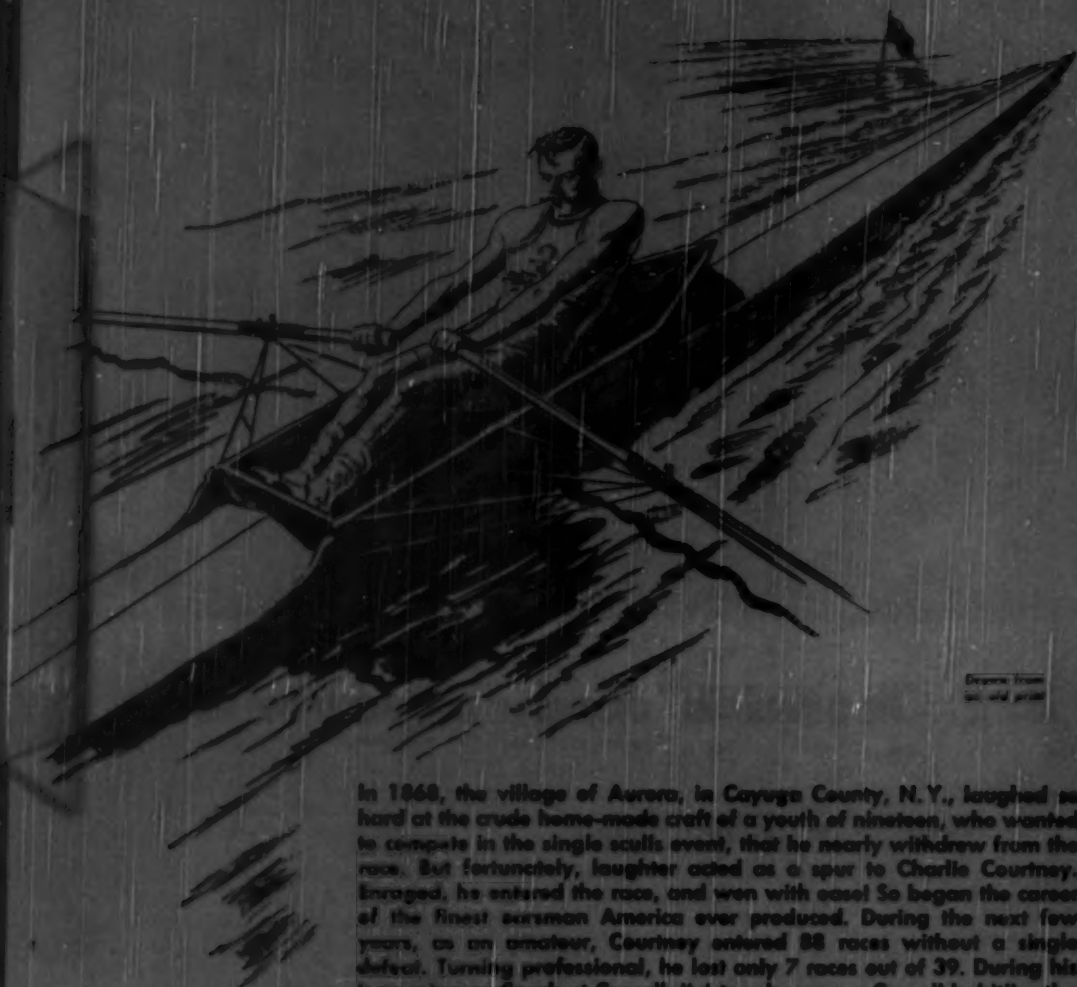 Drawn from
an old print
In 1868, the village of Aurora, in Cayuga County, N.Y., laughed so
hard at the crude home-made craft of a youth of nineteen, who wanted
to compete in the single sculls event, that he nearly withdrew from the
race. But fortunately, laughter acted as a spur to Charlie Courtney.
Enraged, he entered the race, and won with ease! So began the career
of the finest oarsman America ever produced. During the next few
years, as an amateur, Courtney entered 88 races without a single
defeat. Turning professional, he lost only 7 races out of 39. During his